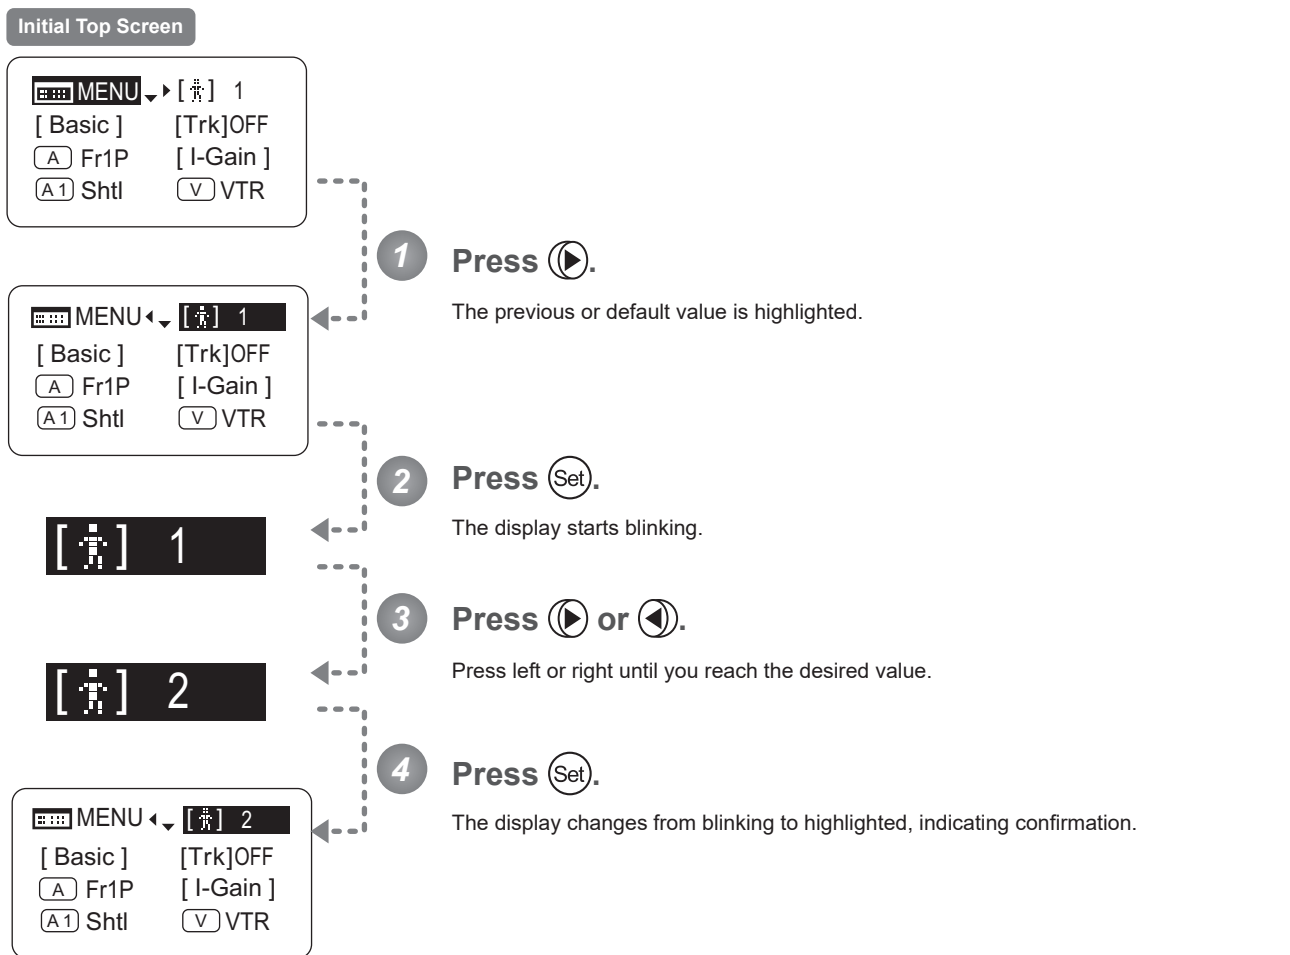 Initial Top Screen
MENU [ ] 1
[ Basic ] [Trk]OFF
A Fr1P [ I-Gain ]
A1 Shtl V VTR
1 Press .
The previous or default value is highlighted.
MENU [ ] 1
[ Basic ] [Trk]OFF
A Fr1P [ I-Gain ]
A1 Shtl V VTR
2 Press Set.
The display starts blinking.
[ ] 1
3 Press or .
Press left or right until you reach the desired value.
[ ] 2
4 Press Set.
The display changes from blinking to highlighted, indicating confirmation.
MENU [ ] 2
[ Basic ] [Trk]OFF
A Fr1P [ I-Gain ]
A1 Shtl V VTR